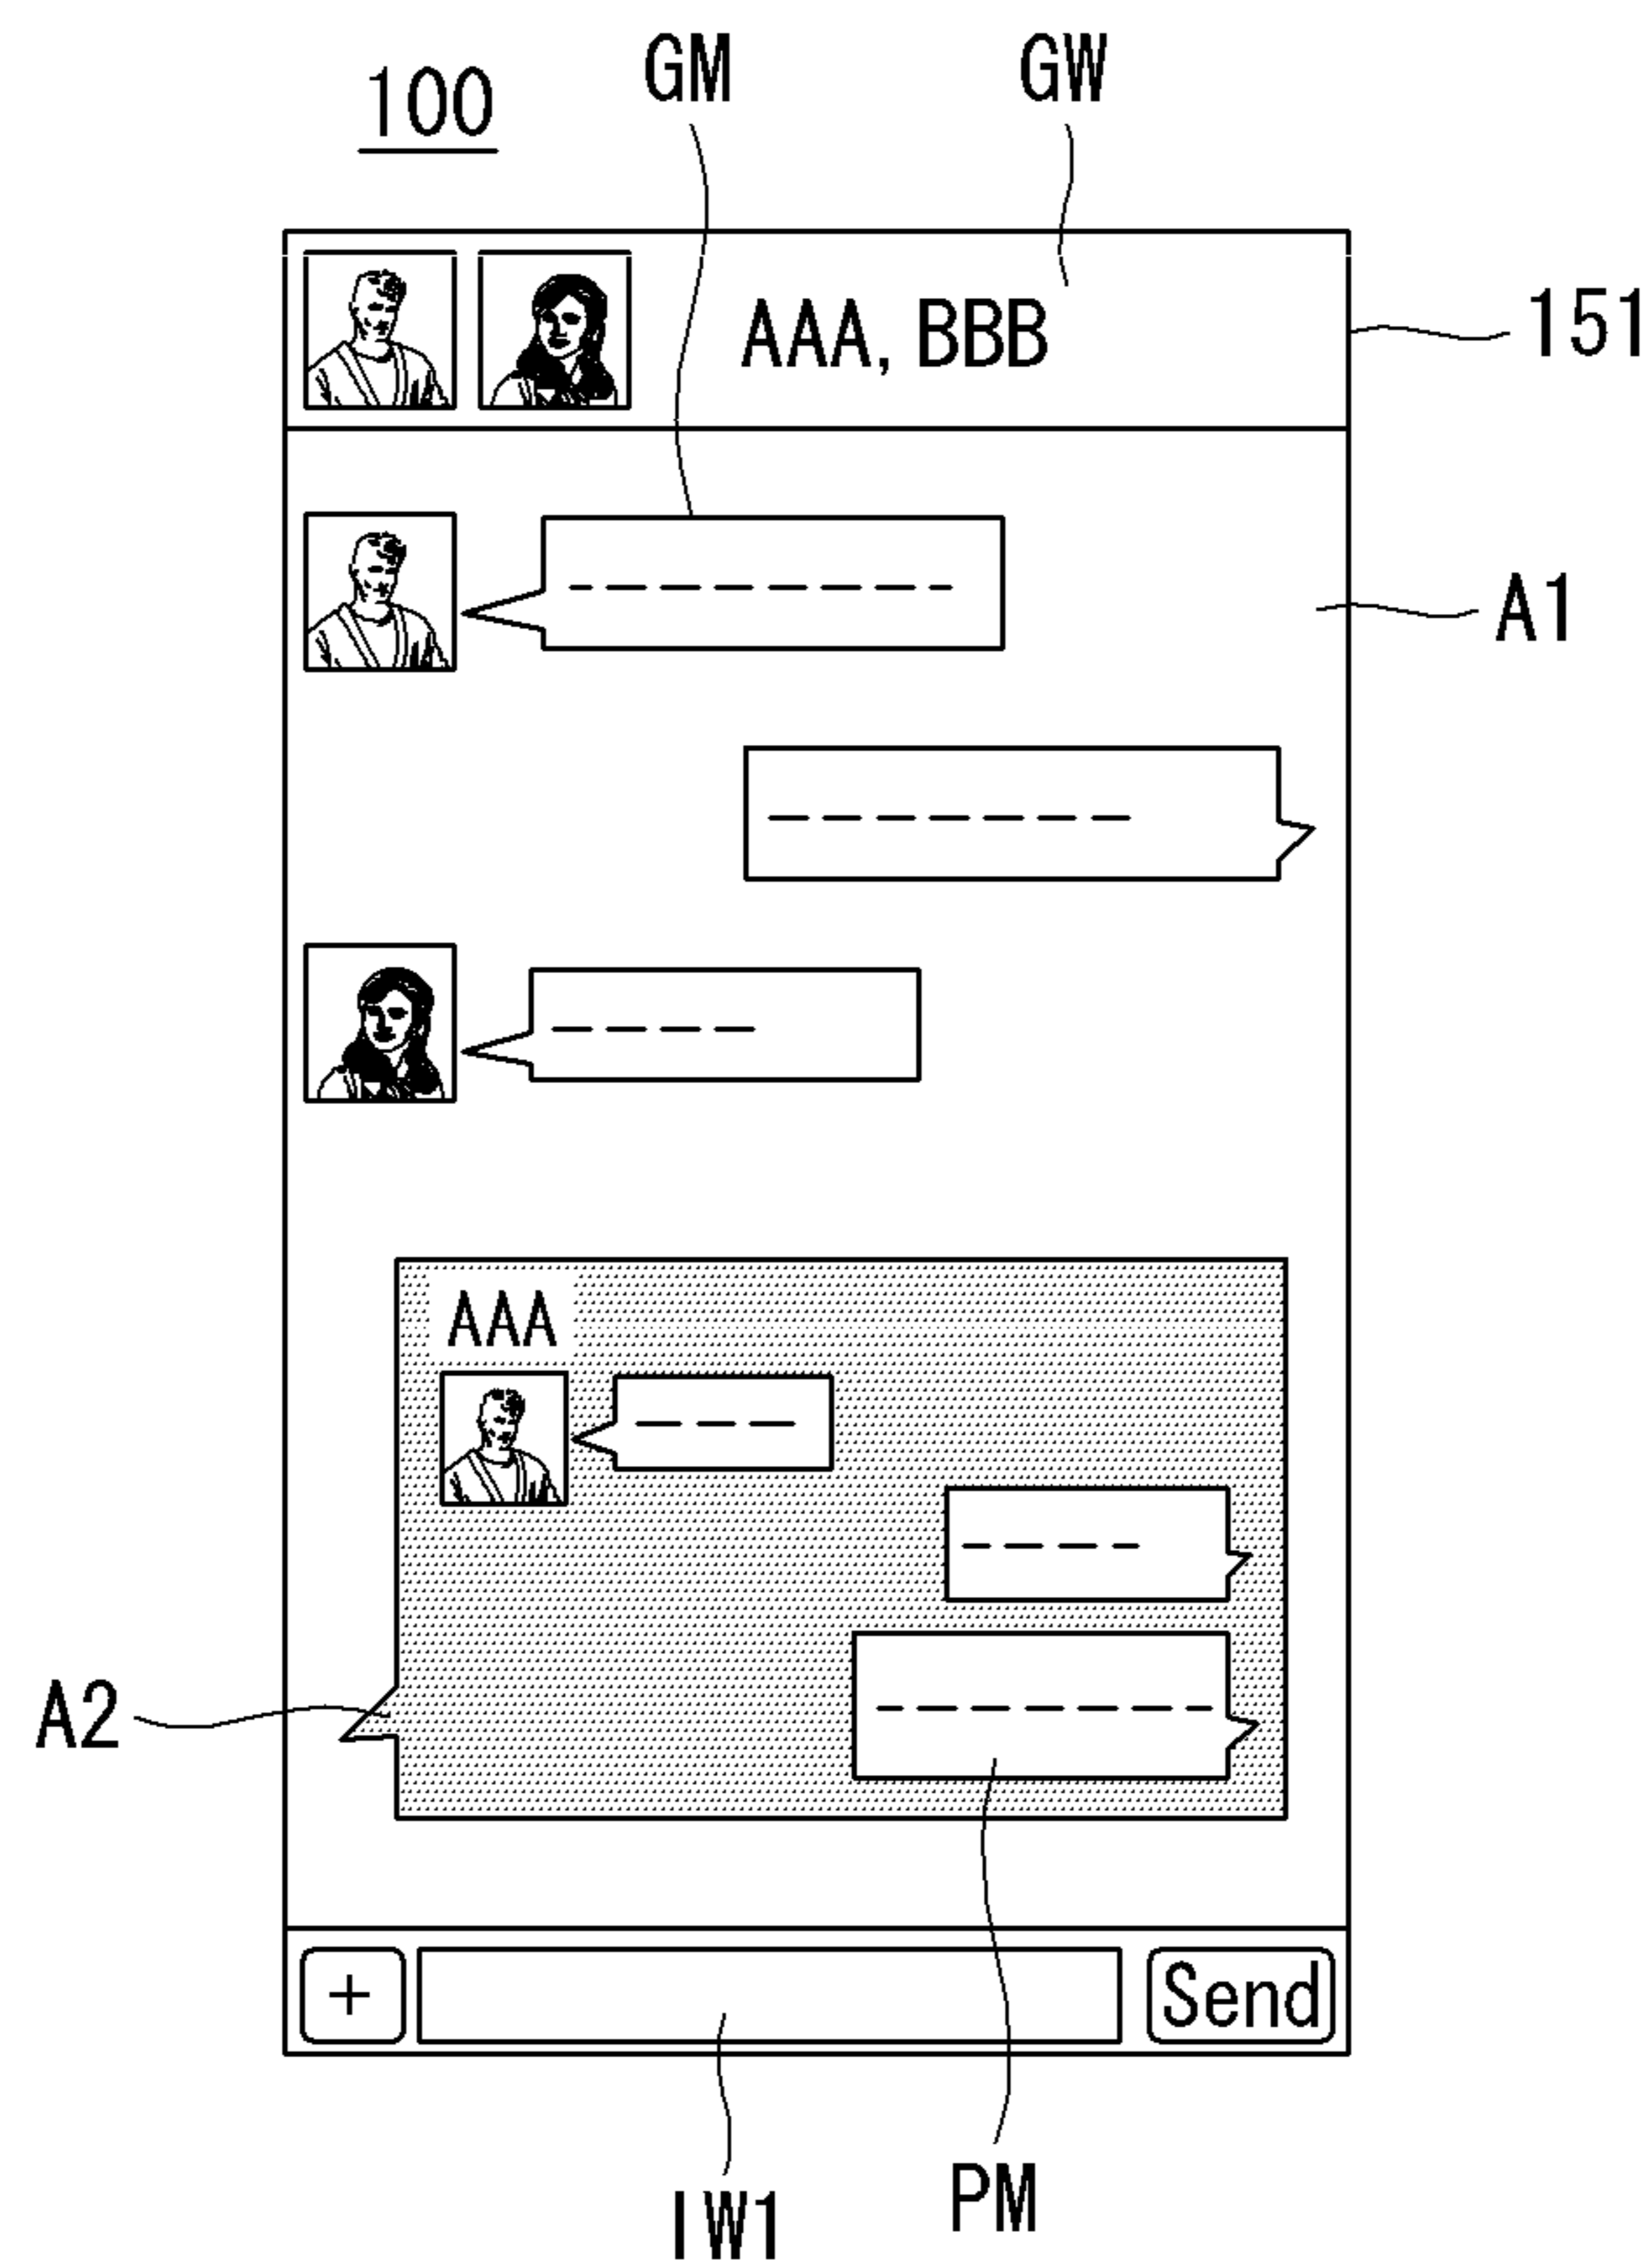 100
GM
GW
AAA, BBB
151
A1
AAA
A2
+
Send
IW1
PM